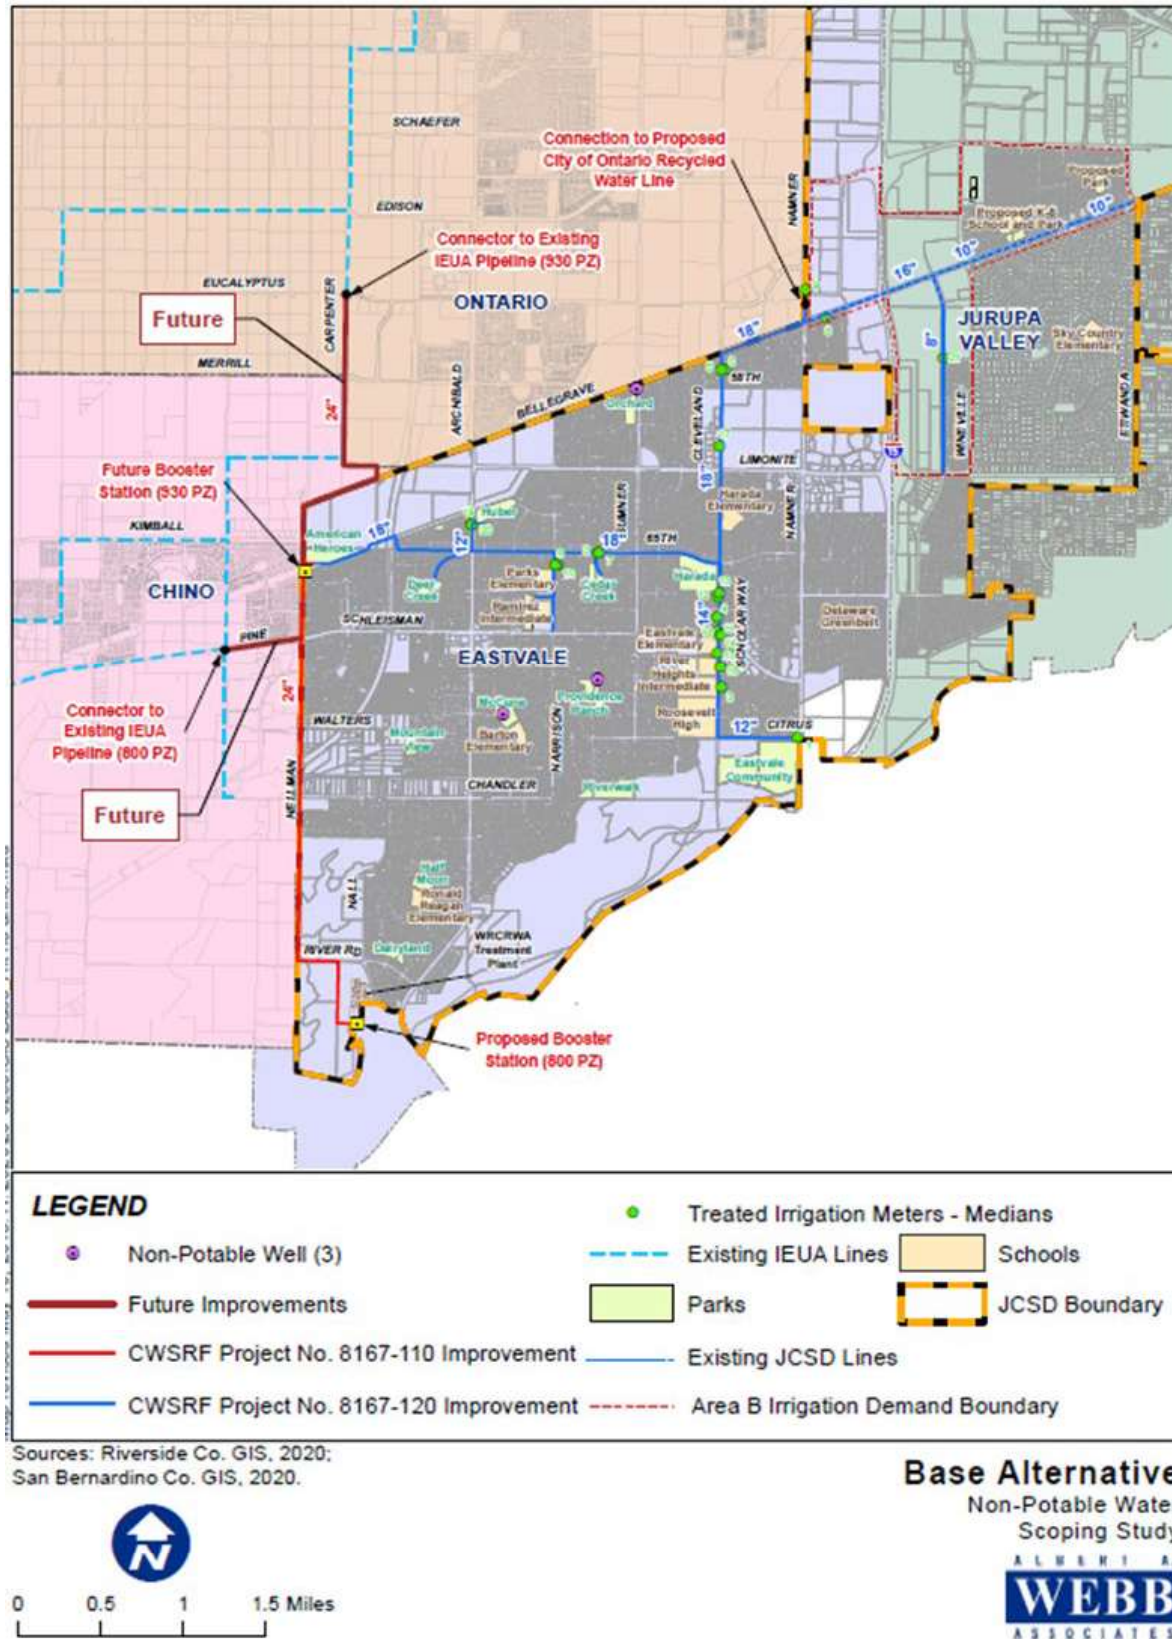 SCHAEFER
Connection to Proposed
City of Ontario Recycled
Water Line
HAMNER
Proposed
Park
EDISON
Proposed K-8
School and Park
10"
Connector to Existing
IEUA Pipeline (930 PZ)
10"
EUCALYPTUS
CARPENTER
ONTARIO
16"
Future
JURUPA
VALLEY
18"
8"
Sky Country
Elementary
MERRILL
ARCHIBALD
BELLEGRAVE
58TH
24"
Orchard
CLEVELAND
WINEVILLE
ETIWANDA
15
Future Booster
Station (930 PZ)
LIMONITE
18"
HAMNER
Harada
Elementary
KIMBALL
American
Heroes
18"
Huber
12"
SUMNER
18"
65TH
CHINO
Deer
Creek
Parks
Elementary
Cedar
Creek
Harada
Ramirez
Intermediate
14"
SCHOLAR WAY
Delaware
Greenbelt
SCHLEISMAN
PINE
EASTVALE
Eastvale
Elementary
River
Heights
Intermediate
24"
Providence
Ranch
McCune
Roosevelt
High
Connector to
Existing IEUA
Pipeline (800 PZ)
WALTERS
Mountain
View
Barton
Elementary
HARRISON
12"
CITRUS
Eastvale
Community
CHANDLER
Riverwalk
HELLMAN
Future
Half
Moon
Ronald
Reagan
Elementary
HALL
RIVER RD
Dairyland
WRCRWA
Treatment
Plant
Proposed Booster
Station (800 PZ)
LEGEND
Treated Irrigation Meters - Medians
Non-Potable Well (3)
Existing IEUA Lines
Schools
Future Improvements
Parks
JCSD Boundary
CWSRF Project No. 8167-110 Improvement
Existing JCSD Lines
CWSRF Project No. 8167-120 Improvement
Area B Irrigation Demand Boundary
Sources: Riverside Co. GIS, 2020;
San Bernardino Co. GIS, 2020.
Base Alternative
Non-Potable Wate
Scoping Study
N
ALBERT A
WEBB
ASSOCIATES
0 0.5 1 1.5 Miles